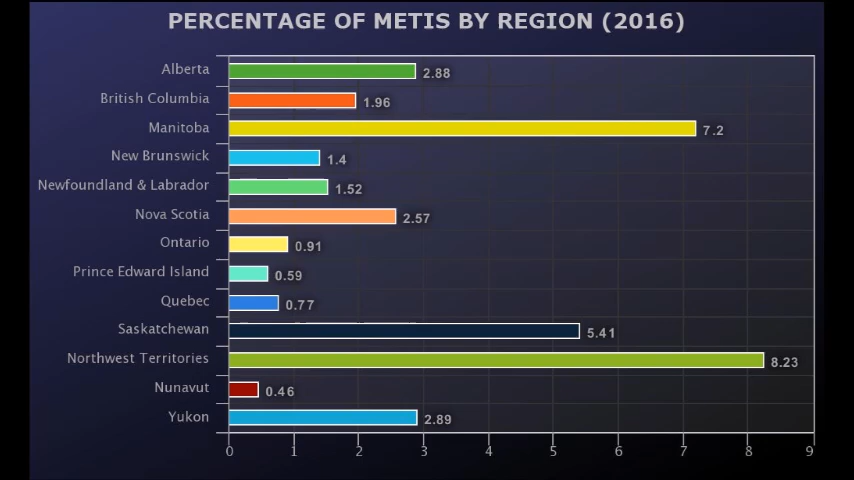 PERCENTAGE OF METIS BY REGION (2016)
Alberta 2.88
British Columbia 1.96
Manitoba 7.2
New Brunswick 1.4
Newfoundland & Labrador 1.52
Nova Scotia 2.57
Ontario 0.91
Prince Edward Island 0.59
Quebec 0.77
Saskatchewan 5.41
Northwest Territories 8.23
Nunavut 0.46
Yukon 2.89
0 1 2 3 4 5 6 7 8 9